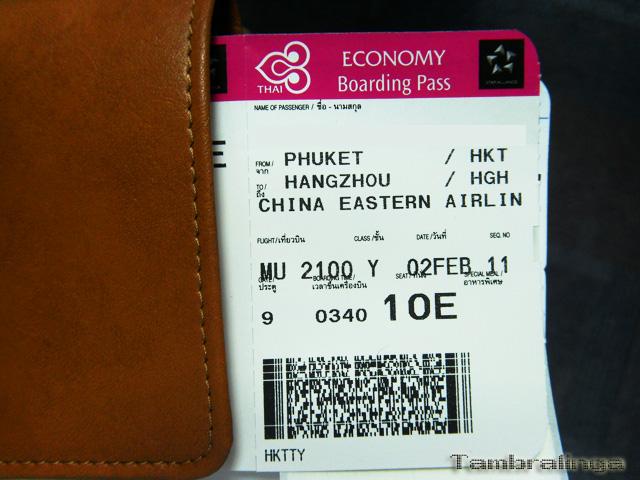 ECONOMY
Boarding Pass
THAI
STAR ALLIANCE
NAME OF PASSENGER / ชื่อ - นามสกุล
E
FROM / จาก PHUKET / HKT
TO / ถึง HANGZHOU / HGH
CHINA EASTERN AIRLIN
FLIGHT/เที่ยวบิน CLASS/ชั้น DATE/วันที่ SEQ. NO
MU 2100 Y 02FEB 11
GATE/ BOARDING TIME/ SEAT/ SPECIAL MEAL/
ประตู เวลาขึ้นเครื่องบิน อาหารพิเศษ
9 0340 10E
HKTTY
Tambralinga